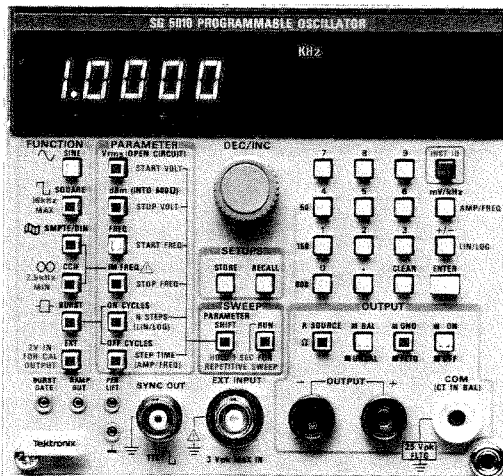 SG 5010 PROGRAMMABLE OSCILLATOR
KHz
1.0000
FUNCTION
PARAMETER
DEC/INC
Vrms (OPEN CIRCUIT)
SINE
START VOLT
SQUARE
dBm (INTO 600Ω)
MAX
STOP VOLT
SMPTE/DIN
FREQ
START FREQ
CCIF
IM FREQ
7.5kHz
MIN
STOP FREQ
BURST
ON CYCLES
N STEPS
(LIN/LOG)
EXT
OFF CYCLES
2V IN
FOR CAL
OUTPUT
STEP TIME
(AMP/FREQ)
BURST
GATE
RAMP
OUT
PEN
LIFT
SETUPS
STORE
RECALL
SWEEP
PARAMETER
SHIFT
RUN
HOLD 1 SEC FOR
REPETITIVE SWEEP
7
8
9
INST ID
4
5
6
mV/kHz
50
AMP/FREQ
1
2
3
+/-
150
LIN/LOG
0
.
CLEAR
ENTER
600
OUTPUT
R SOURCE
Ω
BAL
UNBAL
GND
ON
OFF
SYNC OUT
EXT INPUT
- OUTPUT +
COM
(CT IN BAL)
3 Vpk MAX IN
Tektronix